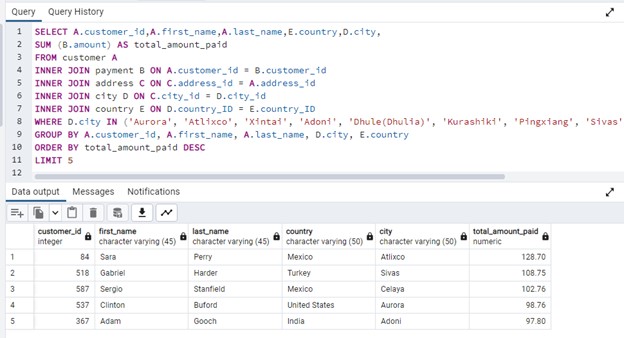 Query Query History
1 SELECT A.customer_id,A.first_name,A.last_name,E.country,D.city,
2 SUM (B.amount) AS total_amount_paid
3 FROM customer A
4 INNER JOIN payment B ON A.customer_id = B.customer_id
5 INNER JOIN address C ON C.address_id = A.address_id
6 INNER JOIN city D ON C.city_id = D.city_id
7 INNER JOIN country E ON D.country_ID = E.country_ID
8 WHERE D.city IN ('Aurora', 'Atlixco', 'Xintai', 'Adoni', 'Dhule(Dhulia)', 'Kurashiki', 'Pingxiang', 'Sivas'
9 GROUP BY A.customer_id, A.first_name, A.last_name, D.city, E.country
10 ORDER BY total_amount_paid DESC
11 LIMIT 5
12
Data output Messages Notifications
customer_id first_name last_name country city total_amount_paid
integer character varying (45) character varying (45) character varying (50) character varying (50) numeric
1 84 Sara Perry Mexico Atlixco 128.70
2 518 Gabriel Harder Turkey Sivas 108.75
3 587 Sergio Stanfield Mexico Celaya 102.76
4 537 Clinton Buford United States Aurora 98.76
5 367 Adam Gooch India Adoni 97.80